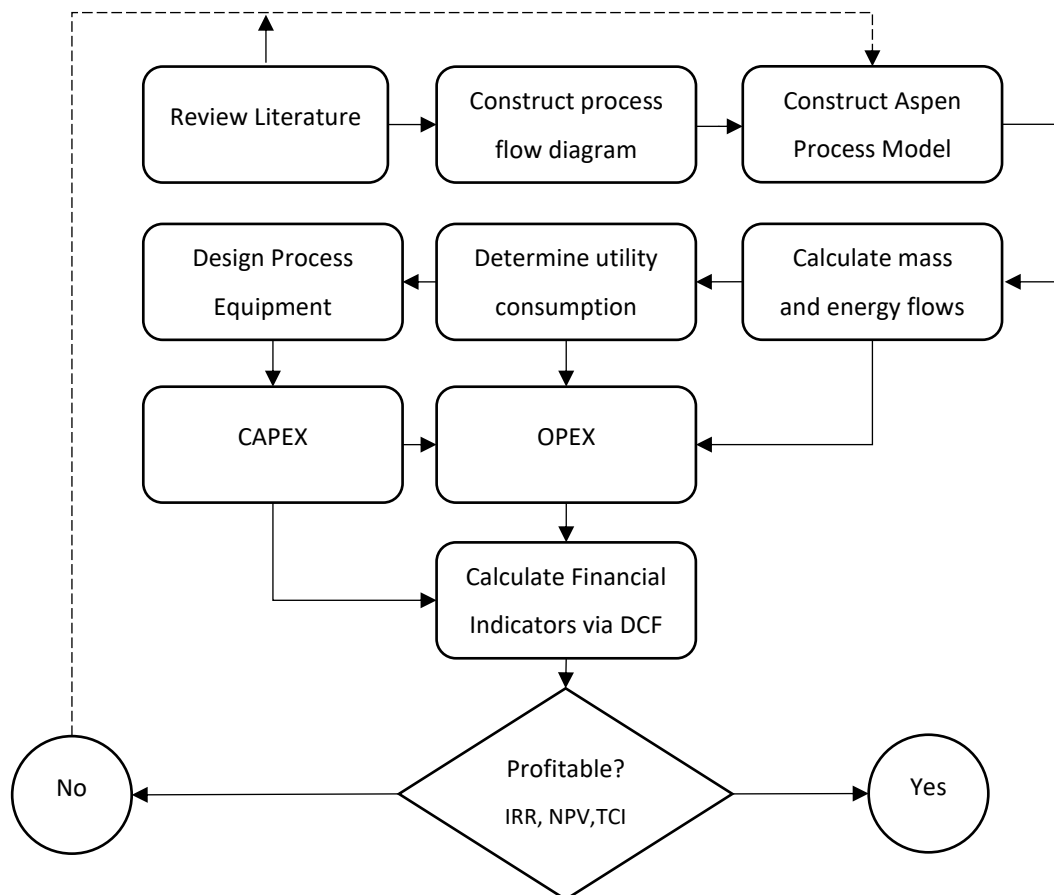 Review Literature
Construct process
flow diagram
Construct Aspen
Process Model
Design Process
Equipment
Determine utility
consumption
Calculate mass
and energy flows
CAPEX
OPEX
Calculate Financial
Indicators via DCF
No
Profitable?
IRR, NPV,TCI
Yes